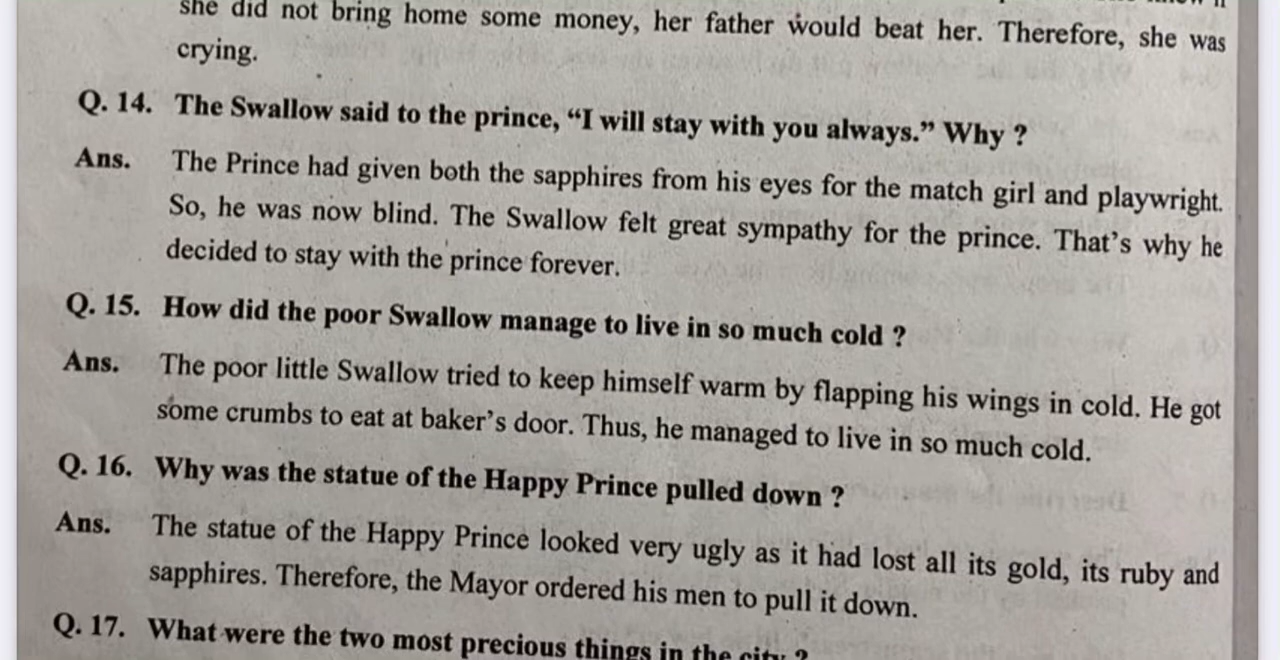 she did not bring home some money, her father would beat her. Therefore, she was
crying.
Q. 14. The Swallow said to the prince, “I will stay with you always.” Why ?
Ans. The Prince had given both the sapphires from his eyes for the match girl and playwright.
So, he was now blind. The Swallow felt great sympathy for the prince. That’s why he
decided to stay with the prince forever.
Q. 15. How did the poor Swallow manage to live in so much cold ?
Ans. The poor little Swallow tried to keep himself warm by flapping his wings in cold. He got
some crumbs to eat at baker’s door. Thus, he managed to live in so much cold.
Q. 16. Why was the statue of the Happy Prince pulled down ?
Ans. The statue of the Happy Prince looked very ugly as it had lost all its gold, its ruby and
sapphires. Therefore, the Mayor ordered his men to pull it down.
Q. 17. What were the two most precious things in the city ?